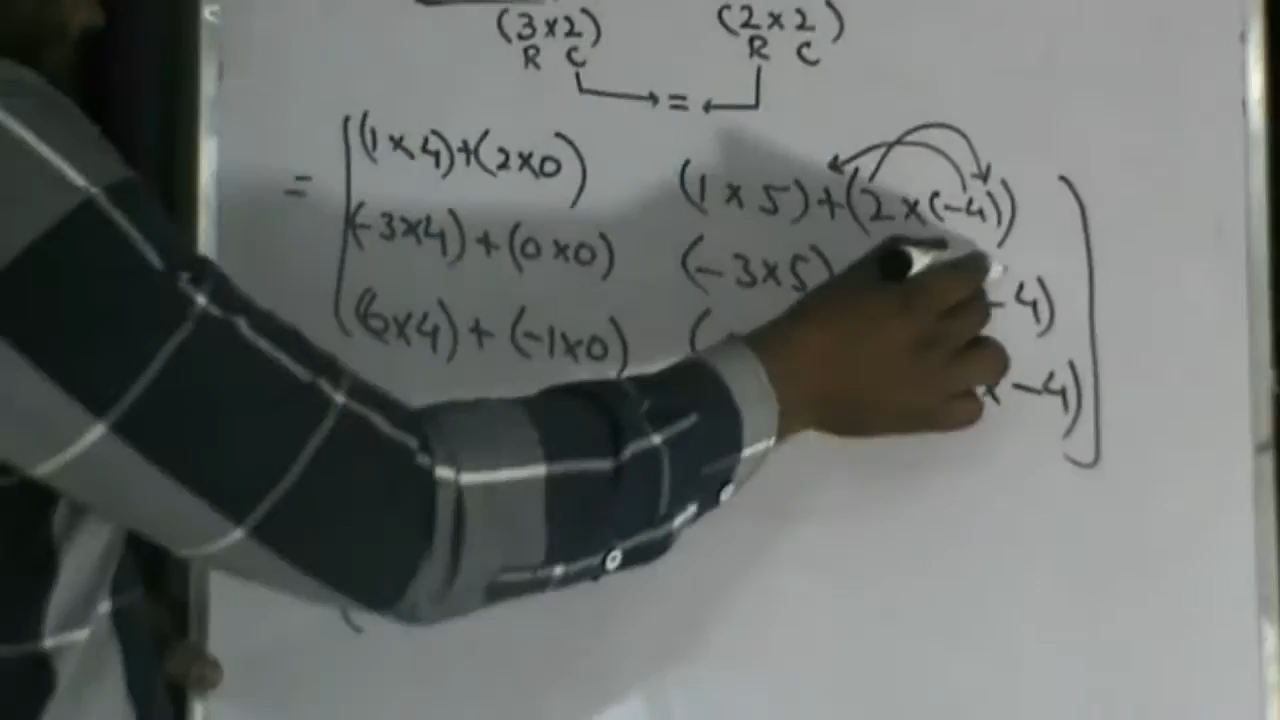 (3×2) (2×2)
R C R C
=
= (1×4)+(2×0) (1×5)+(2×(-4))
(-3×4)+(0×0) (-3×5) -4)
(6×4)+(-1×0) ( × -4)